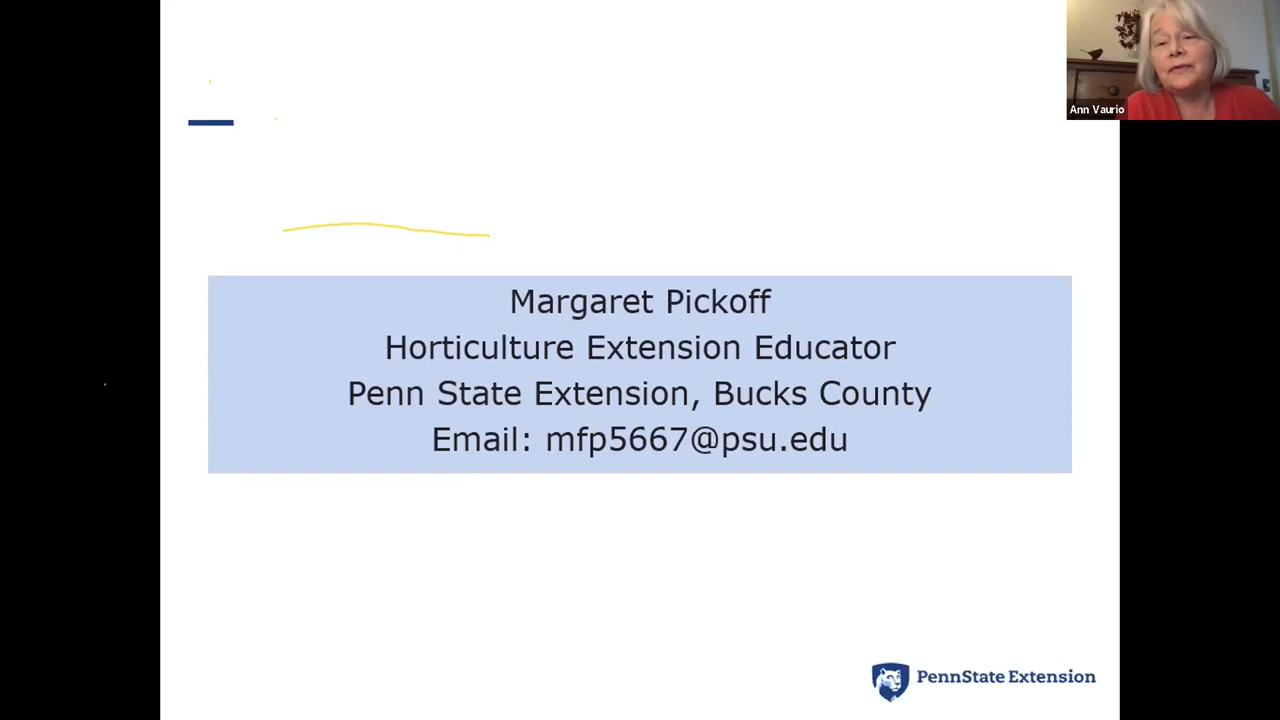 Ann Vaurio
Margaret Pickoff
Horticulture Extension Educator
Penn State Extension, Bucks County
Email: mfp5667@psu.edu
PennState Extension